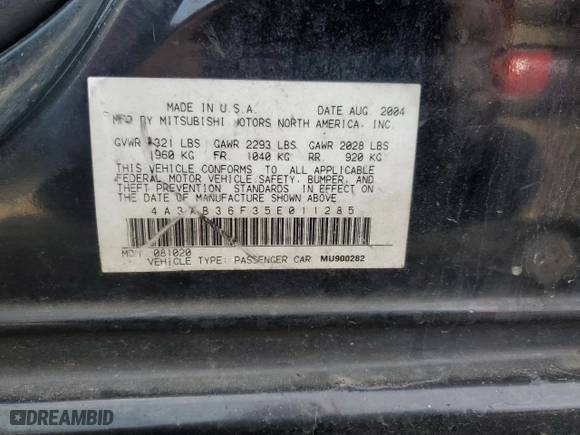 MADE IN U.S.A. DATE AUG 2004
MFD BY MITSUBISHI MOTORS NORTH AMERICA, INC.
GVWR 4321 LBS GAWR 2293 LBS GAWR 2028 LBS
1960 KG FR. 1040 KG RR. 920 KG
THIS VEHICLE CONFORMS TO ALL APPLICABLE
FEDERAL MOTOR VEHICLE SAFETY, BUMPER, AND
THEFT PREVENTION STANDARDS IN EFFECT ON
THE DATE OF MANUFACTURE SHOWN ABOVE
4A3AB36F35E011285
081020
VEHICLE TYPE: PASSENGER CAR MU900282
DREAMBID